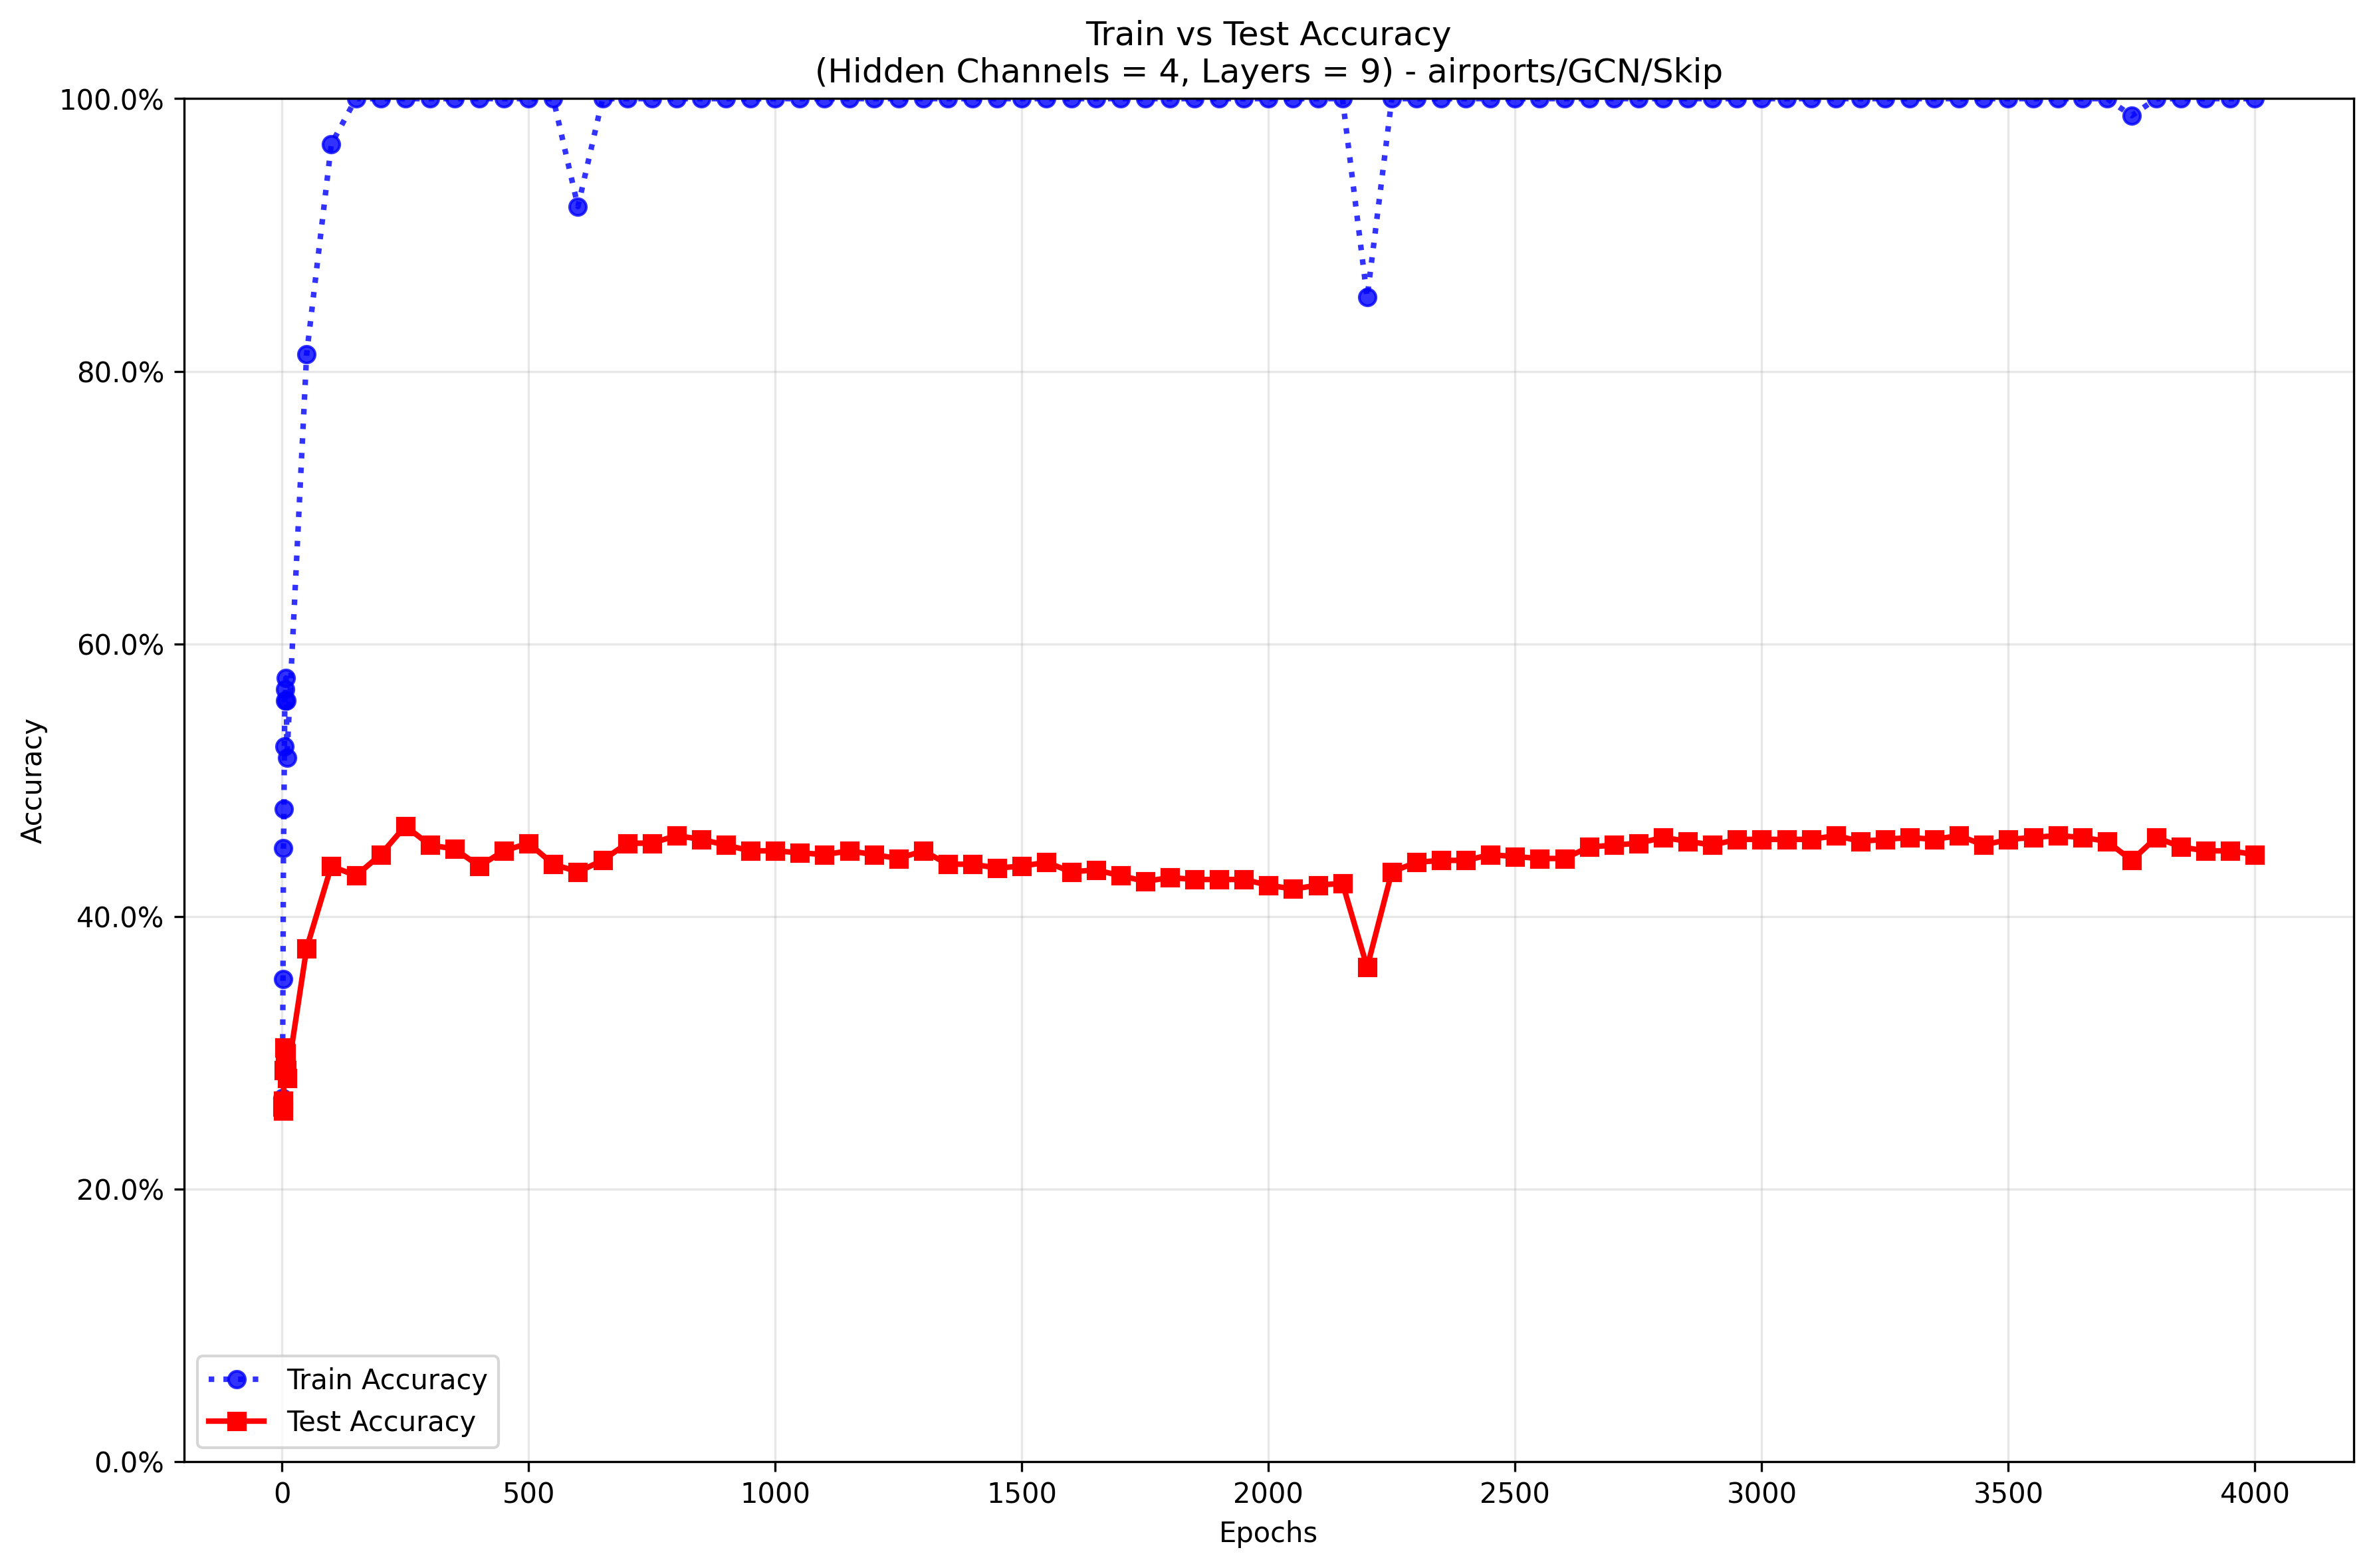 Train vs Test Accuracy
(Hidden Channels = 4, Layers = 9) - airports/GCN/Skip
100.0%
80.0%
60.0%
40.0%
20.0%
0.0%
Accuracy
Train Accuracy
Test Accuracy
0
500
1000
1500
2000
2500
3000
3500
4000
Epochs